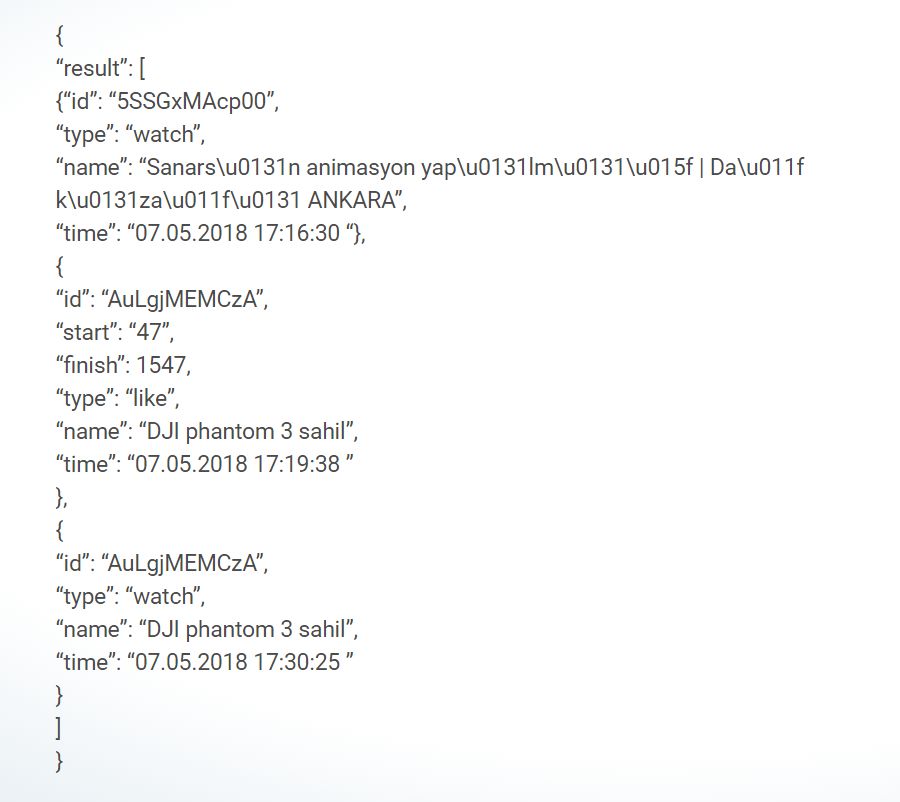 {
“result”: [
{“id”: “5SSGxMAcp00”,
“type”: “watch”,
“name”: “Sanars\u0131n animasyon yap\u0131lm\u0131\u015f | Da\u011f
k\u0131za\u011f\u0131 ANKARA”,
“time”: “07.05.2018 17:16:30 “},
{
“id”: “AuLgjMEMCzA”,
“start”: “47”,
“finish”: 1547,
“type”: “like”,
“name”: “DJI phantom 3 sahil”,
“time”: “07.05.2018 17:19:38 ”
},
{
“id”: “AuLgjMEMCzA”,
“type”: “watch”,
“name”: “DJI phantom 3 sahil”,
“time”: “07.05.2018 17:30:25 ”
}
]
}